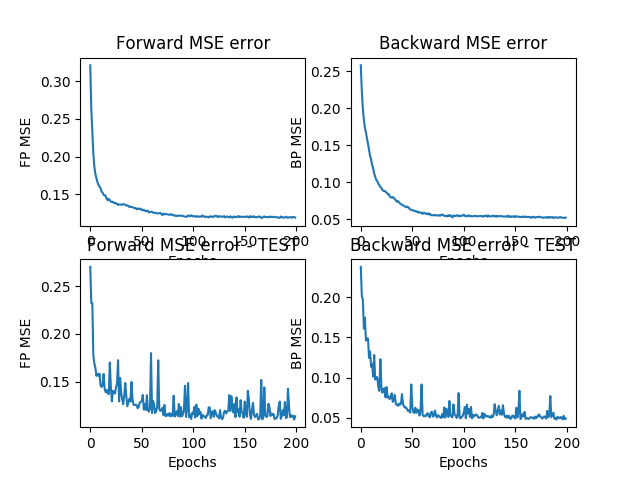 Forward MSE error
Backward MSE error
FP MSE
0.30
0.25
0.20
0.15
BP MSE
0.25
0.20
0.15
0.10
0.05
0 50 100 150 200
Epochs
0 50 100 150 200
Epochs
Forward MSE error - TEST
Backward MSE error - TEST
FP MSE
0.25
0.20
0.15
BP MSE
0.20
0.15
0.10
0.05
0 50 100 150 200
Epochs
0 50 100 150 200
Epochs